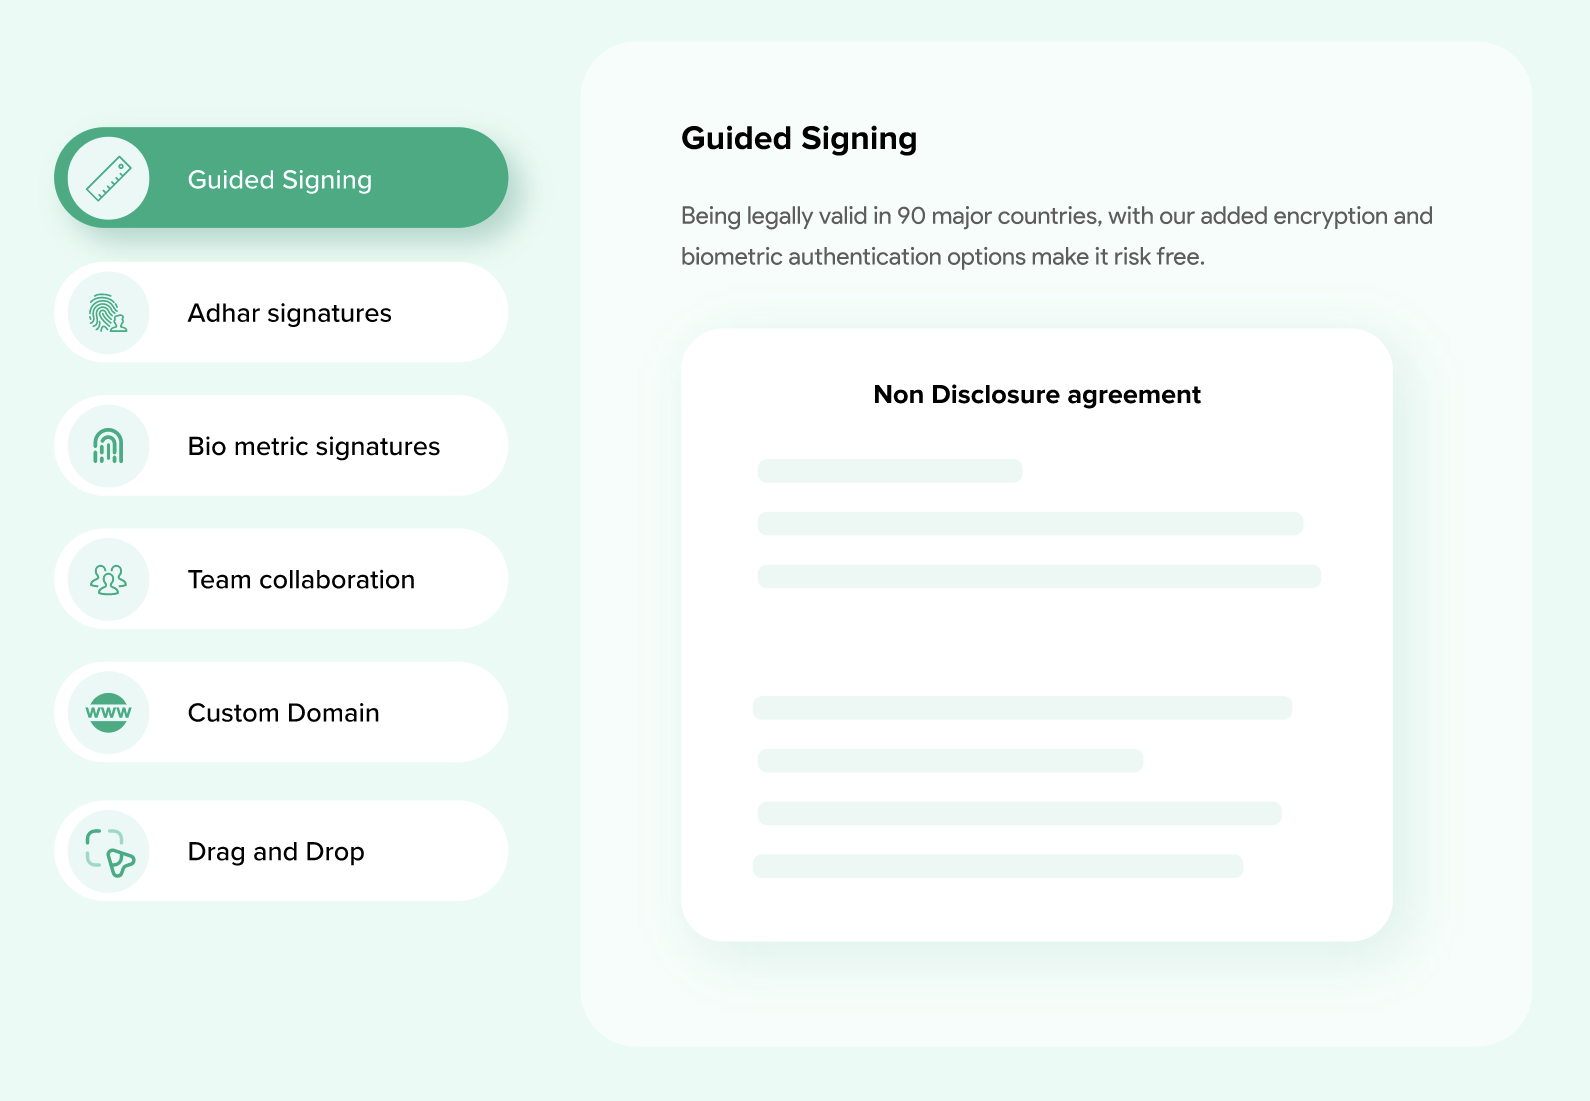 Guided Signing
Adhar signatures
Bio metric signatures
Team collaboration
WWW
Custom Domain
Drag and Drop
Guided Signing
Being legally valid in 90 major countries, with our added encryption and
biometric authentication options make it risk free.
Non Disclosure agreement